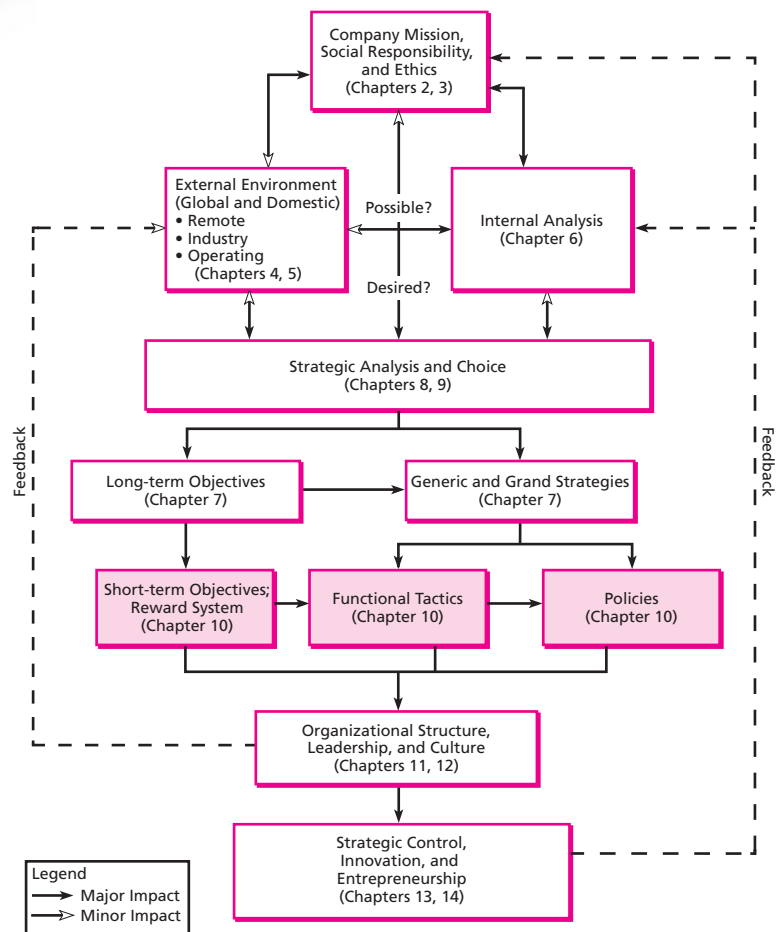 Company Mission,
Social Responsibility,
and Ethics
(Chapters 2, 3)
External Environment
(Global and Domestic)
• Remote
• Industry
• Operating
(Chapters 4, 5)
Possible?
Desired?
Internal Analysis
(Chapter 6)
Strategic Analysis and Choice
(Chapters 8, 9)
Feedback
Feedback
Long-term Objectives
(Chapter 7)
Generic and Grand Strategies
(Chapter 7)
Short-term Objectives;
Reward System
(Chapter 10)
Functional Tactics
(Chapter 10)
Policies
(Chapter 10)
Organizational Structure,
Leadership, and Culture
(Chapters 11, 12)
Strategic Control,
Innovation, and
Entrepreneurship
(Chapters 13, 14)
Legend
Major Impact
Minor Impact